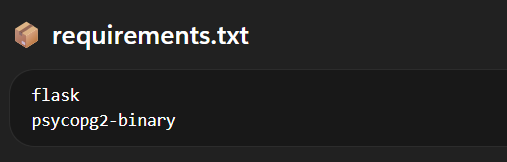 requirements.txt
flask
psycopg2-binary